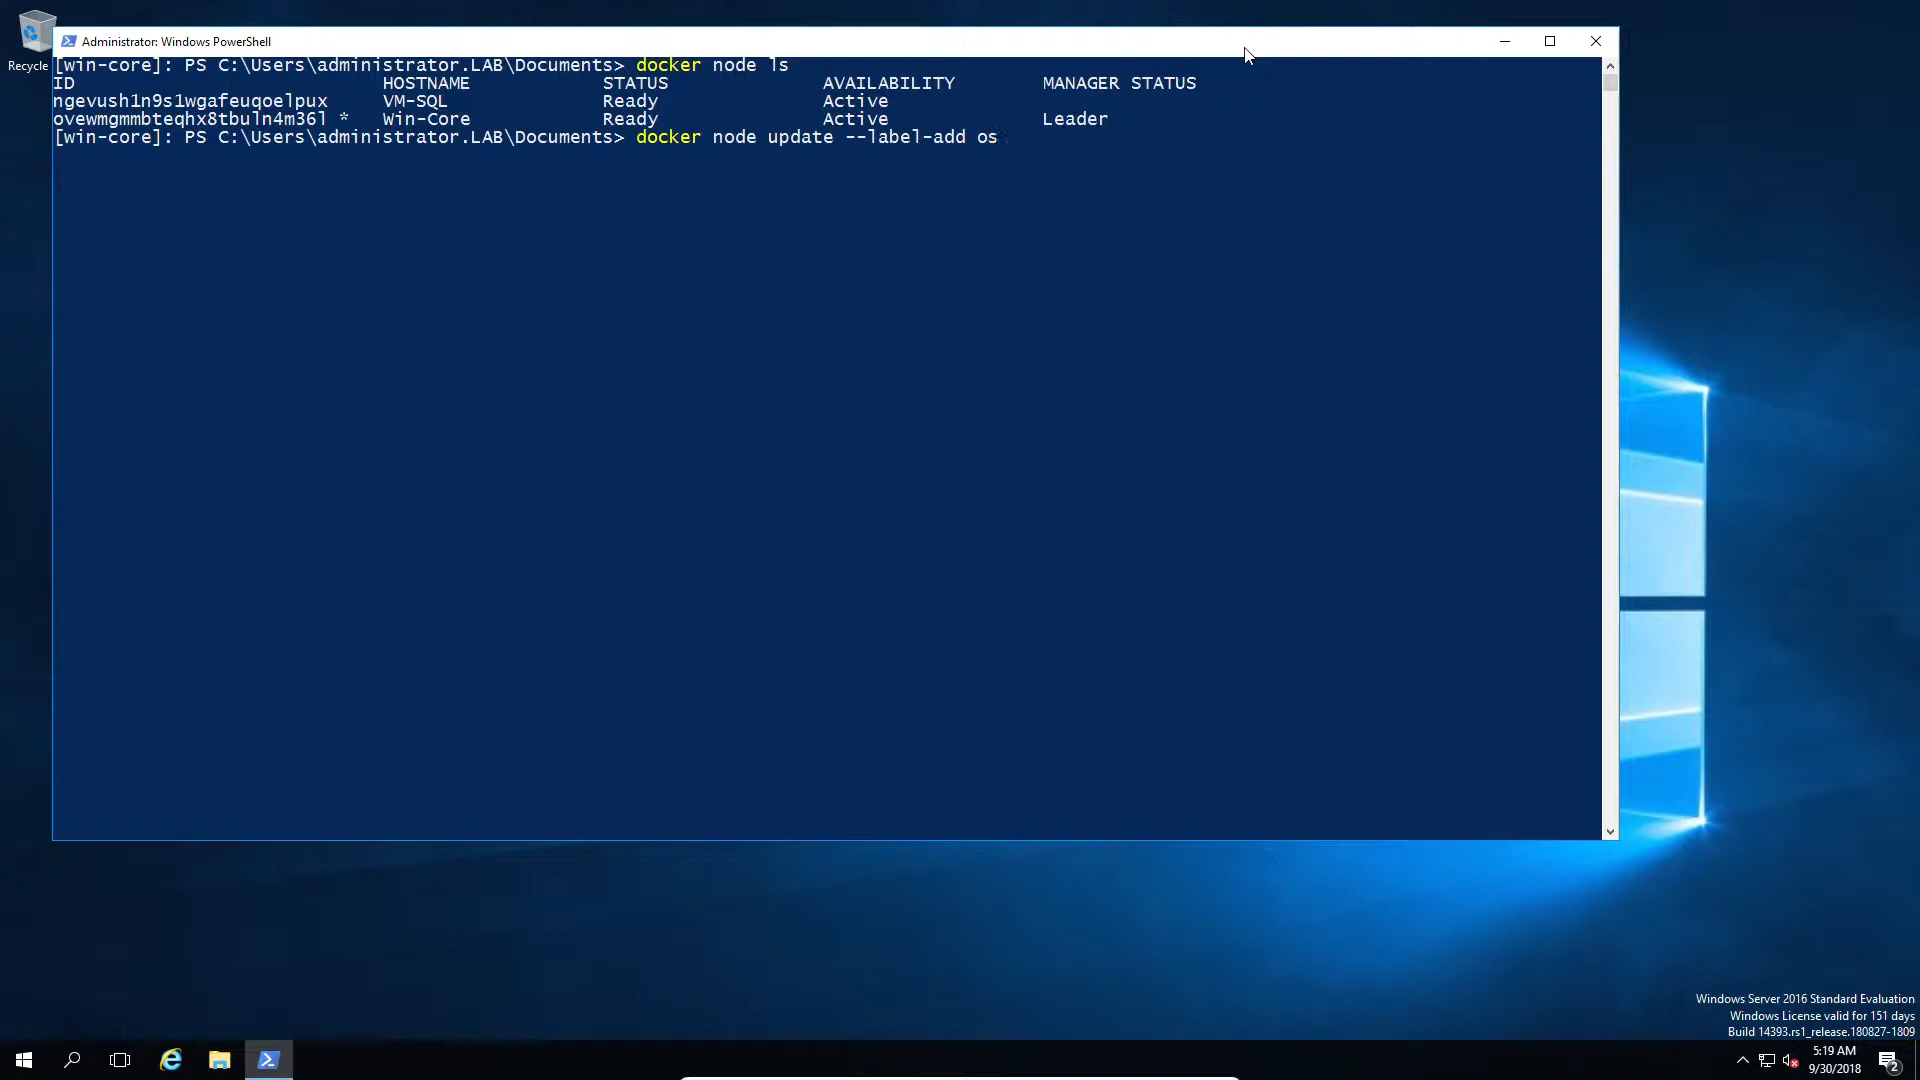 Recycle
Administrator: Windows PowerShell
[win-core]: PS C:\Users\administrator.LAB\Documents> docker node ls
ID HOSTNAME STATUS AVAILABILITY MANAGER STATUS
ngevush1n9s1wgafeuqoelpux VM-SQL Ready Active
ovewmgmmbteqhx8tbuln4m36l * Win-Core Ready Active Leader
[win-core]: PS C:\Users\administrator.LAB\Documents> docker node update --label-add os
Windows Server 2016 Standard Evaluation
Windows License valid for 151 days
Build 14393.rs1_release.180827-1809
5:19 AM
9/30/2018
2